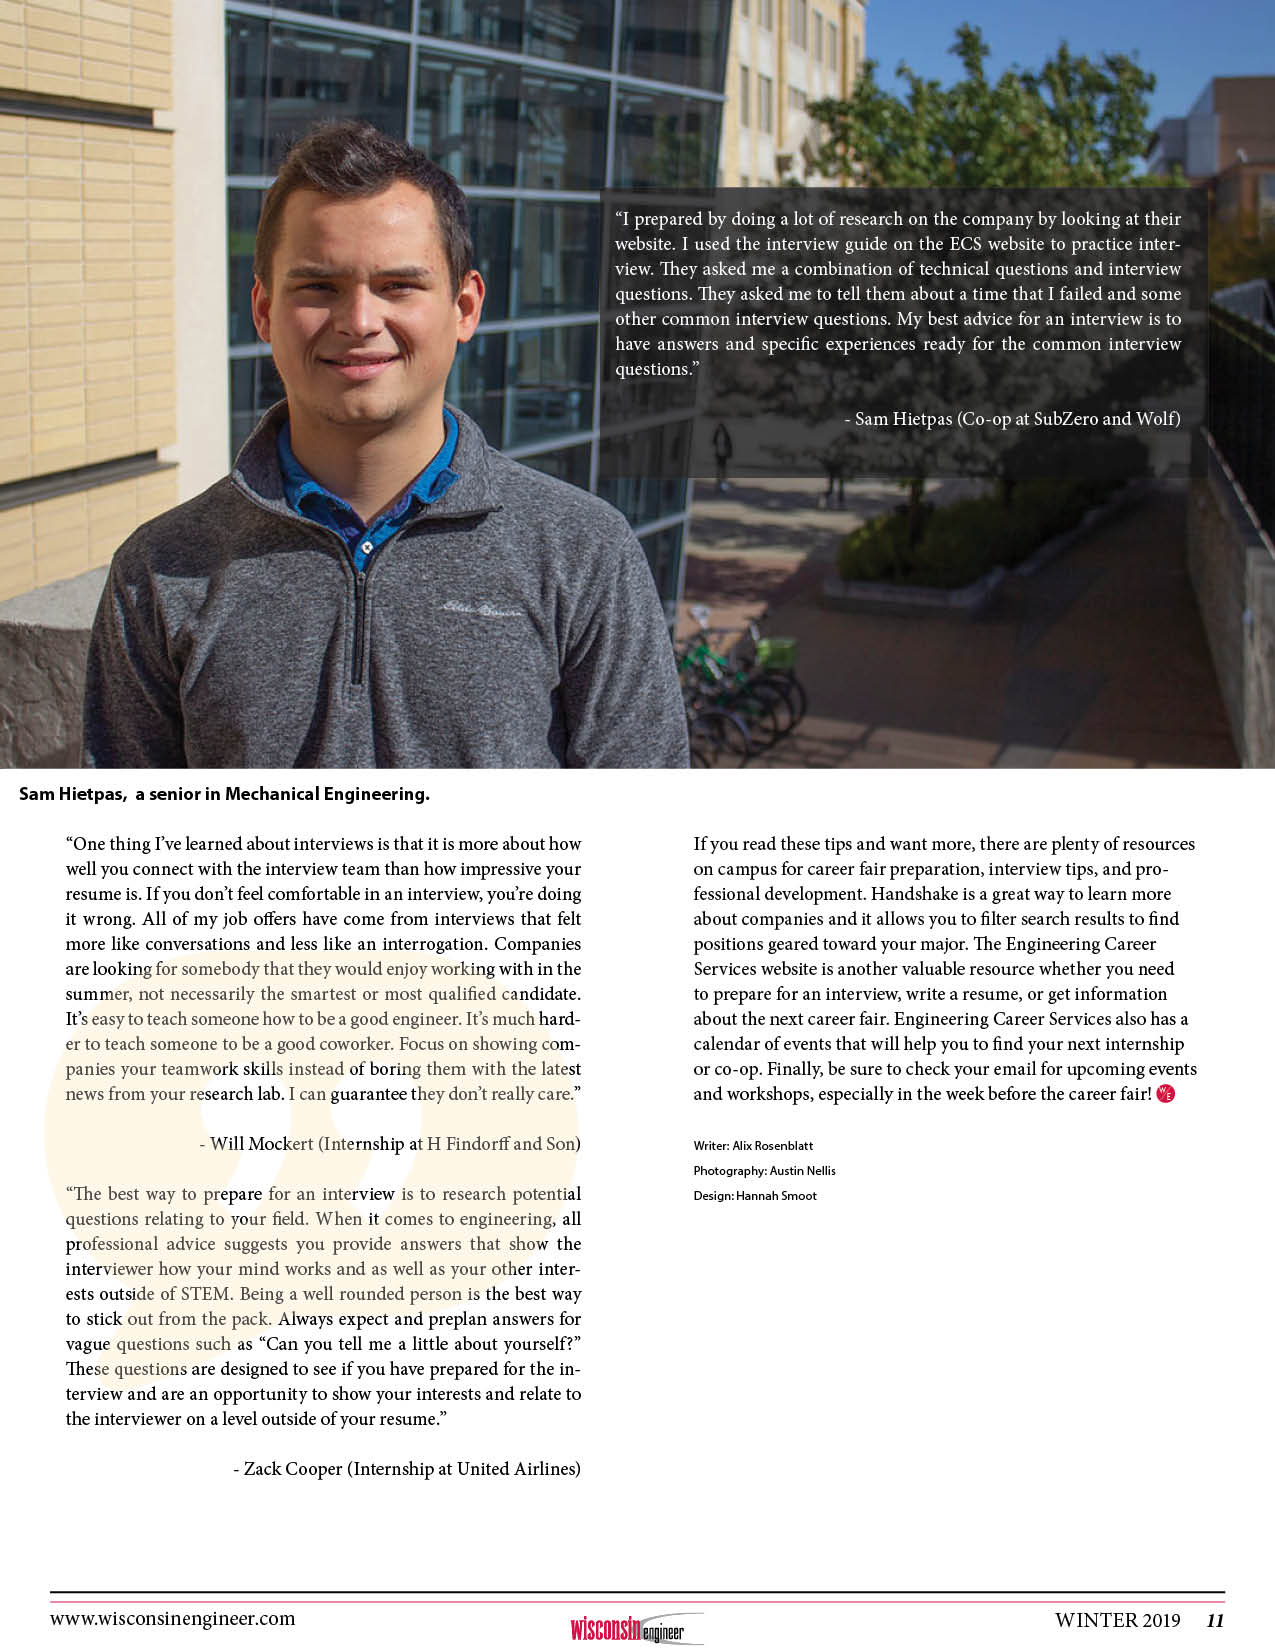 “I prepared by doing a lot of research on the company by looking at their
website. I used the interview guide on the ECS website to practice inter-
view. They asked me a combination of technical questions and interview
questions. They asked me to tell them about a time that I failed and some
other common interview questions. My best advice for an interview is to
have answers and specific experiences ready for the common interview
questions.”
- Sam Hietpas (Co-op at SubZero and Wolf)
Eddie Bauer
Sam Hietpas,  a senior in Mechanical Engineering.
“One thing I’ve learned about interviews is that it is more about how
well you connect with the interview team than how impressive your
resume is. If you don’t feel comfortable in an interview, you’re doing
it wrong. All of my job offers have come from interviews that felt
more like conversations and less like an interrogation. Companies
are looking for somebody that they would enjoy working with in the
summer, not necessarily the smartest or most qualified candidate.
It’s easy to teach someone how to be a good engineer. It’s much hard-
er to teach someone to be a good coworker. Focus on showing com-
panies your teamwork skills instead of boring them with the latest
news from your research lab. I can guarantee they don’t really care.”
- Will Mockert (Internship at H Findorff and Son)
“The best way to prepare for an interview is to research potential
questions relating to your field. When it comes to engineering, all
professional advice suggests you provide answers that show the
interviewer how your mind works and as well as your other inter-
ests outside of STEM. Being a well rounded person is the best way
to stick out from the pack. Always expect and preplan answers for
vague questions such as “Can you tell me a little about yourself?”
These questions are designed to see if you have prepared for the in-
terview and are an opportunity to show your interests and relate to
the interviewer on a level outside of your resume.”
- Zack Cooper (Internship at United Airlines)
If you read these tips and want more, there are plenty of resources
on campus for career fair preparation, interview tips, and pro-
fessional development. Handshake is a great way to learn more
about companies and it allows you to filter search results to find
positions geared toward your major. The Engineering Career
Services website is another valuable resource whether you need
to prepare for an interview, write a resume, or get information
about the next career fair. Engineering Career Services also has a
calendar of events that will help you to find your next internship
or co-op. Finally, be sure to check your email for upcoming events
and workshops, especially in the week before the career fair! W/E
Writer: Alix Rosenblatt
Photography: Austin Nellis
Design: Hannah Smoot
www.wisconsinengineer.com
wisconsin engineer
WINTER 2019 11